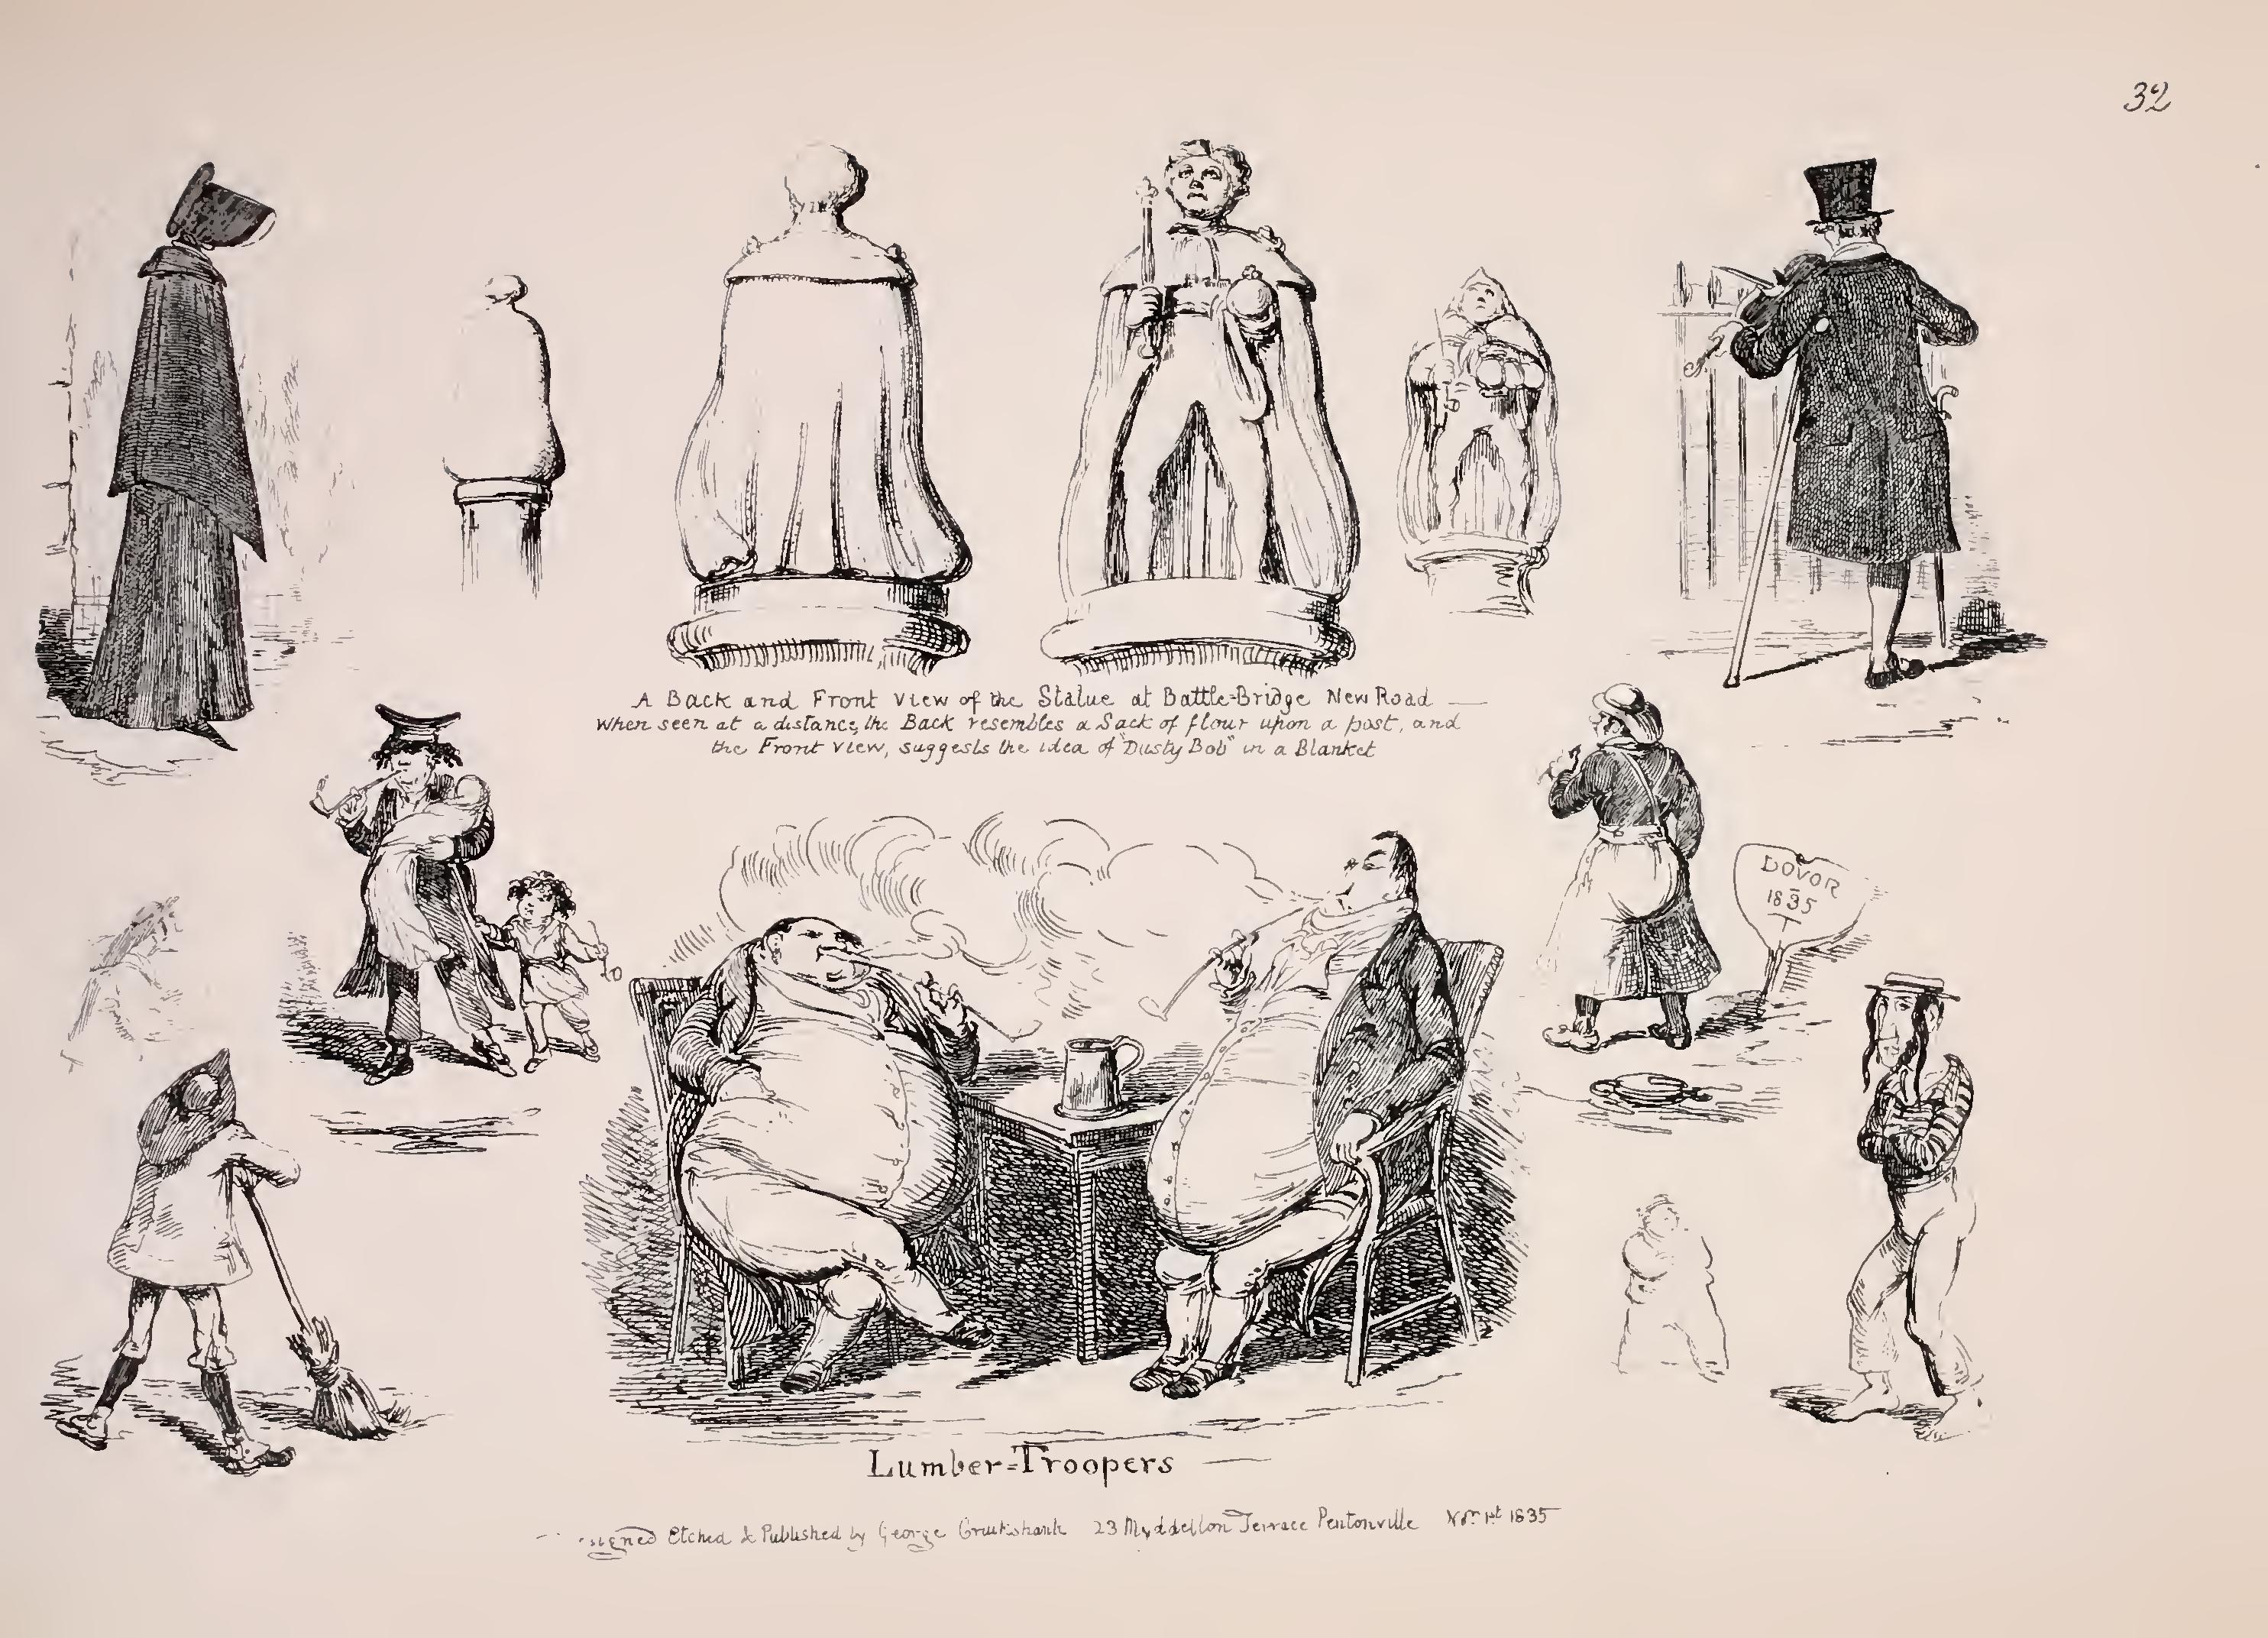 32
A Back and Front View of the Statue at Battle-Bridge New Road —
When seen at a distance, the Back resembles a Sack of flour upon a post, and
the Front View, suggests the idea of "Dusty Bob" in a Blanket
DOVOR
1835
Lumber=Troopers —
signed Etched & Published by George Cruikshank 23 Myddelton Terrace Pentonville Novr 1st 1835